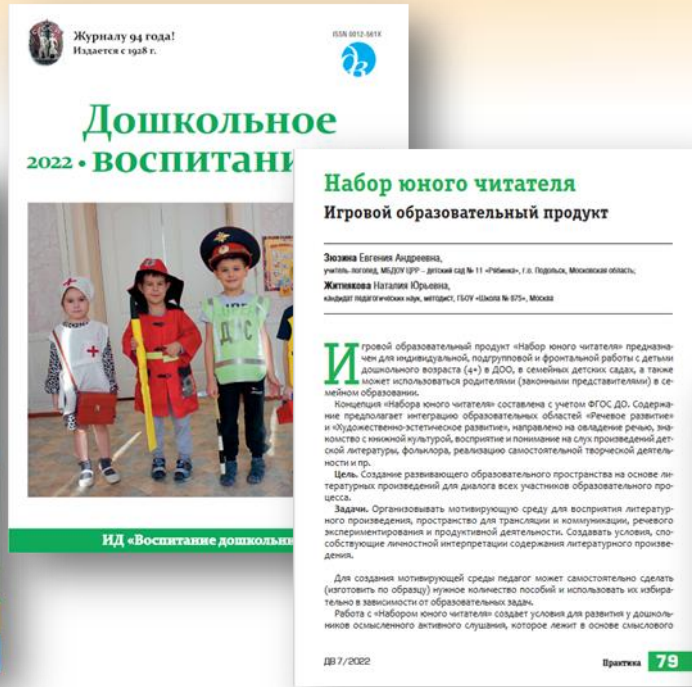 Журналу 94 года!
Издается с 1928 г.
ISSN 0012-561X
Дошкольное
2022 • воспитани
ДПС
ИД «Воспитание дошкольни
Набор юного читателя
Игровой образовательный продукт
Зюзина Евгения Андреевна,
учитель-логопед, МБДОУ ЦРР – детский сад № 11 «Рябинка», г.о. Подольск, Московская область;
Житнякова Наталия Юрьевна,
кандидат педагогических наук, методист, ГБОУ «Школа № 875», Москва
Игровой образовательный продукт «Набор юного читателя» предназна-
чен для индивидуальной, подгрупповой и фронтальной работы с детьми
дошкольного возраста (4+) в ДОО, в семейных детских садах, а также
может использоваться родителями (законными представителями) в се-
мейном образовании.
Концепция «Набора юного читателя» составлена с учетом ФГОС ДО. Содержа-
ние предполагает интеграцию образовательных областей «Речевое развитие»
и «Художественно-эстетическое развитие», направлено на овладение речью, зна-
комство с книжной культурой, восприятие и понимание на слух произведений дет-
ской литературы, фольклора, реализацию самостоятельной творческой деятель-
ности и пр.
Цель. Создание развивающего образовательного пространства на основе ли-
тературных произведений для диалога всех участников образовательного про-
цесса.
Задачи. Организовывать мотивирующую среду для восприятия литератур-
ного произведения, пространство для трансляции и коммуникации, речевого
экспериментирования и продуктивной деятельности. Создавать условия, спо-
собствующие личностной интерпретации содержания литературного произве-
дения.
Для создания мотивирующей среды педагог может самостоятельно сделать
(изготовить по образцу) нужное количество пособий и использовать их избира-
тельно в зависимости от образовательных задач.
Работа с «Набором юного читателя» создает условия для развития у дошколь-
ников осмысленного активного слушания, которое лежит в основе смыслового
ДВ 7/2022
Практика 79